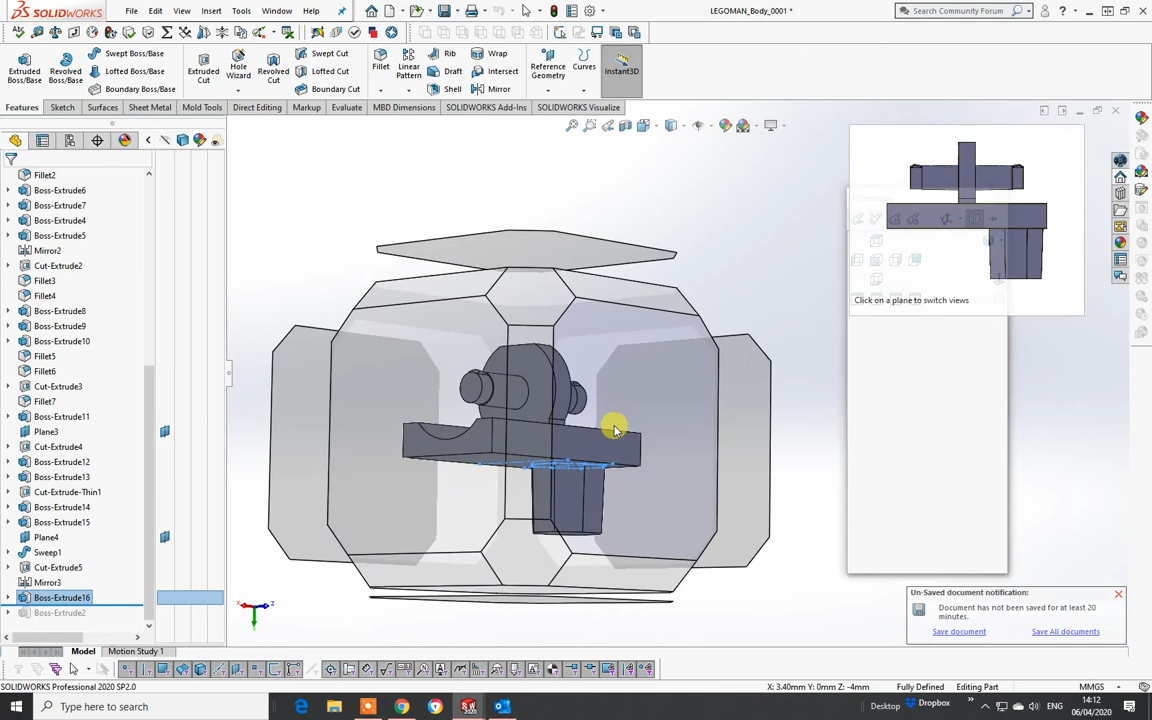 SOLIDWORKS
File Edit View Insert Tools Window Help
LEGOMAN_Body_0001 *
Search Community Forum
Extruded Boss/Base
Revolved Boss/Base
Swept Boss/Base
Lofted Boss/Base
Boundary Boss/Base
Extruded Cut
Hole Wizard
Revolved Cut
Swept Cut
Lofted Cut
Boundary Cut
Fillet
Linear Pattern
Rib
Draft
Shell
Wrap
Intersect
Mirror
Reference Geometry
Curves
Instant3D
Features Sketch Surfaces Sheet Metal Mold Tools Direct Editing Markup Evaluate MBD Dimensions SOLIDWORKS Add-Ins SOLIDWORKS Visualize
Fillet2
Boss-Extrude6
Boss-Extrude7
Boss-Extrude4
Boss-Extrude5
Mirror2
Cut-Extrude2
Fillet3
Fillet4
Boss-Extrude8
Boss-Extrude9
Boss-Extrude10
Fillet5
Fillet6
Cut-Extrude3
Fillet7
Boss-Extrude11
Plane3
Cut-Extrude4
Boss-Extrude12
Boss-Extrude13
Cut-Extrude-Thin1
Boss-Extrude14
Boss-Extrude15
Plane4
Sweep1
Cut-Extrude5
Mirror3
Boss-Extrude16
Boss-Extrude2
Click on a plane to switch views
x
z
Y
Un-Saved document notification:
Document has not been saved for at least 20 minutes.
Save document Save All documents
Model Motion Study 1
SOLIDWORKS Professional 2020 SP2.0
X: 3.40mm Y: 0mm Z: -4mm Fully Defined Editing Part MMGS
Type here to search
Desktop Dropbox ENG
14:12
06/04/2020